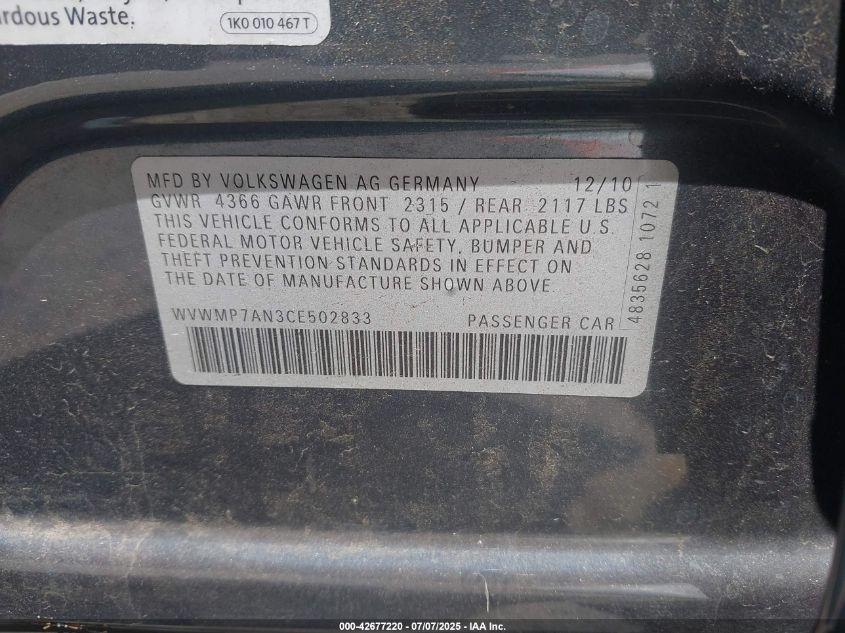 rdous Waste.
1K0 010 467 T
MFD BY VOLKSWAGEN AG GERMANY 12/10
GVWR 4366 GAWR FRONT 2315 / REAR 2117 LBS
THIS VEHICLE CONFORMS TO ALL APPLICABLE U.S.
FEDERAL MOTOR VEHICLE SAFETY, BUMPER AND
THEFT PREVENTION STANDARDS IN EFFECT ON
THE DATE OF MANUFACTURE SHOWN ABOVE.
WVWMP7AN3CE502833 PASSENGER CAR
4835628 1072 1
000-42677220 - 07/07/2025 - IAA Inc.